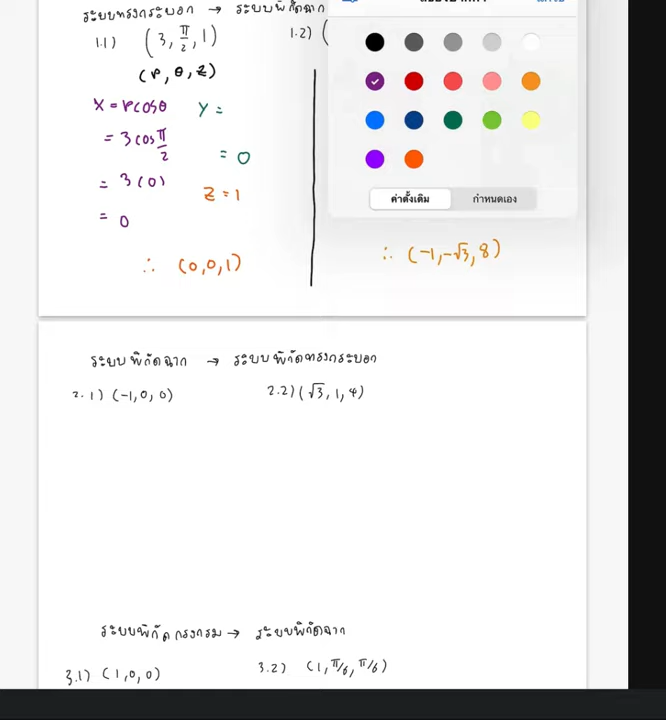 ระบบทรงกระบอก → ระบบพิกัดฉาก
1.1) (3, π/2, 1)
1.2) (
(r, θ, z)
x = rcosθ
= 3cos π/2
= 3(0)
= 0
y =
= 0
z = 1
∴ (0,0,1)
ค่าตั้งเดิม
กำหนดเอง
∴ (-1,-√3, 8)
ระบบพิกัดฉาก → ระบบพิกัดทรงกระบอก
2.1) (-1,0,0)
2.2) (√3, 1, 4)
ระบบพิกัดทรงกรม → ระบบพิกัดฉาก
3.1) (1,0,0)
3.2) (1, π/6, π/6)